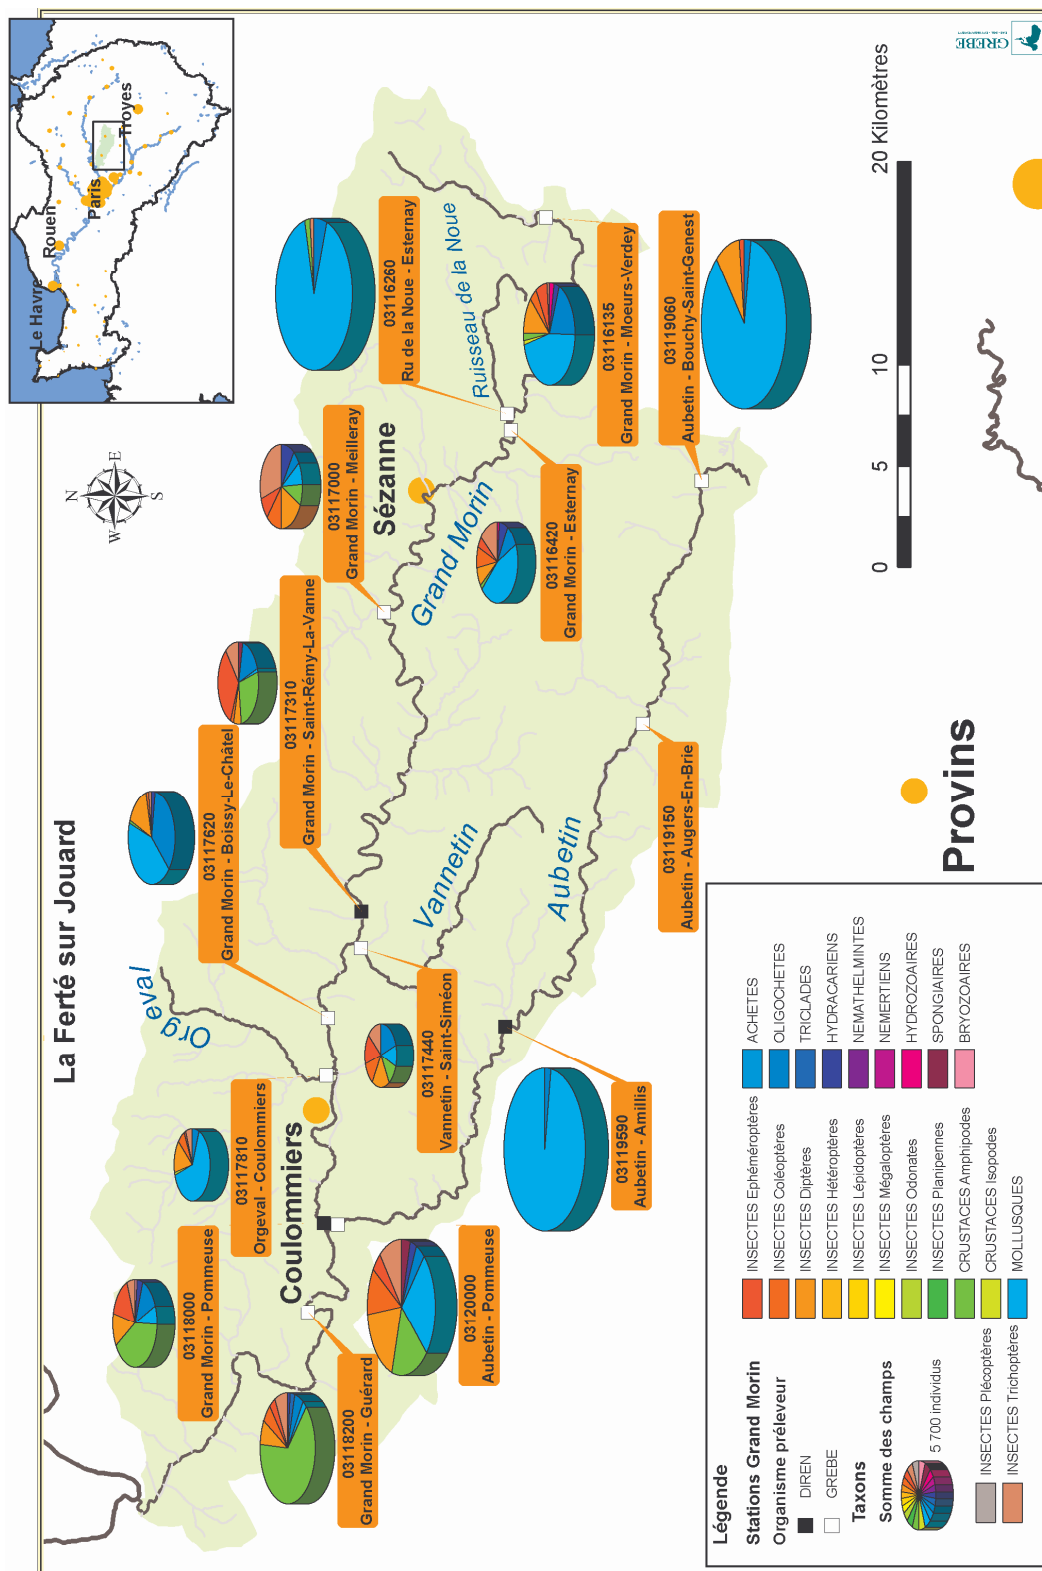 Le Havre
Rouen
Paris
Troyes
N
W
E
S
GREBE
La Ferté sur Jouard
Orgeval
Coulommiers
Vannetin
Aubetin
Grand Morin
Sézanne
Ruisseau de la Noue
Provins
03118000
Grand Morin - Pommeuse
03117810
Orgeval - Coulommiers
03117620
Grand Morin - Boissy-Le-Châtel
03117310
Grand Morin - Saint-Rémy-La-Vanne
03117000
Grand Morin - Meilleray
03116260
Ru de la Noue - Esternay
03118200
Grand Morin - Guérard
03120000
Aubetin - Pommeuse
03117440
Vannetin - Saint-Siméon
03119590
Aubetin - Amillis
03116420
Grand Morin - Esternay
03116135
Grand Morin - Moeurs-Verdey
03119060
Aubetin - Bouchy-Saint-Genest
03119150
Aubetin - Augers-En-Brie
0
5
10
20 Kilomètres
Légende
Stations Grand Morin
Organisme préleveur
DIREN
GREBE
Taxons
Somme des champs
5 700 individus
INSECTES Plécoptères
INSECTES Trichoptères
INSECTES Ephéméroptères
INSECTES Coléoptères
INSECTES Diptères
INSECTES Hétéroptères
INSECTES Lépidoptères
INSECTES Mégaloptères
INSECTES Odonates
INSECTES Planipennes
CRUSTACES Amphipodes
CRUSTACES Isopodes
MOLLUSQUES
ACHETES
OLIGOCHETES
TRICLADES
HYDRACARIENS
NEMATHELMINTES
NEMERTIENS
HYDROZOAIRES
SPONGIAIRES
BRYOZOAIRES